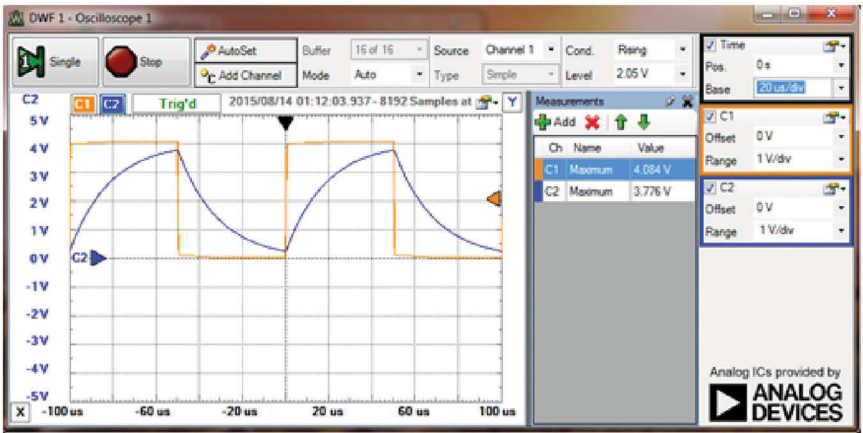 DWF 1 - Oscilloscope 1
Single
Stop
AutoSet
Add Channel
Buffer 16 of 16
Mode Auto
Source Channel 1
Type Simple
Cond. Rising
Level 2.05 V
Time
Pos. 0 s
Base 20 us/div
C1
Offset 0 V
Range 1 V/div
C2
Offset 0 V
Range 1 V/div
C2 C1 C2 Trig'd 2015/08/14 01:12:03.937 - 8192 Samples at Y
5 V
4 V
3 V
2 V
1 V
0 V
-1 V
-2 V
-3 V
-4 V
-5 V
C2
X -100 us -60 us -20 us 20 us 60 us 100 us
Measurements
Add
Ch Name Value
C1 Maximum 4.084 V
C2 Maximum 3.776 V
Analog ICs provided by
ANALOG
DEVICES